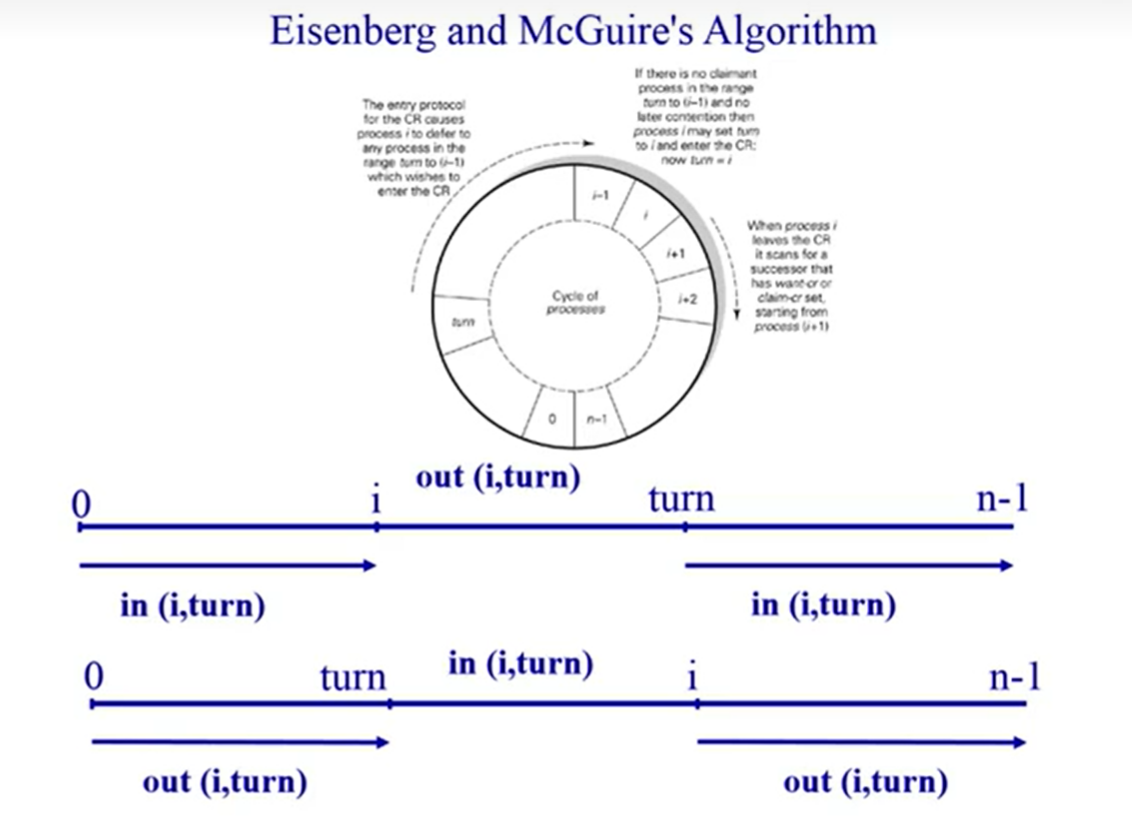 Eisenberg and McGuire's Algorithm
If there is no claimant
process in the range
turn to (i–1) and no
later contention then
process i may set turn
to i and enter the CR:
now turn = i
The entry protocol
for the CR causes
process i to defer to
any process in the
range turn to (i–1)
which wishes to
enter the CR
i–1
i
i+1
i+2
When process i
leaves the CR
it scans for a
successor that
has want-cr or
claim-cr set,
starting from
process (i+1)
Cycle of
processes
turn
0
n–1
out (i,turn)
0 i turn n-1
in (i,turn) in (i,turn)
in (i,turn)
0 turn i n-1
out (i,turn) out (i,turn)